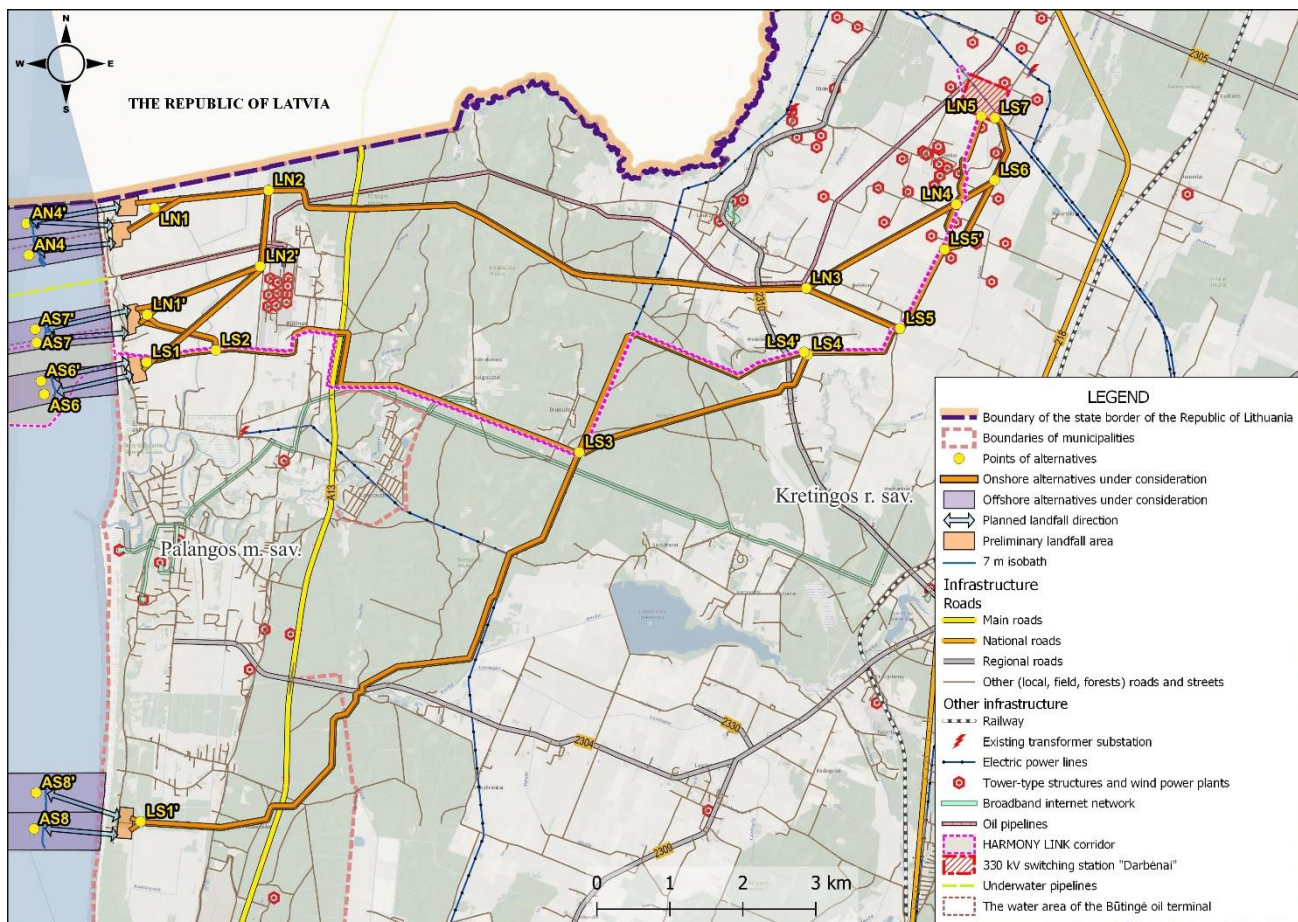 N
W
E
S
THE REPUBLIC OF LATVIA
2305
LN5
LS7
LN2
AN4'
LN1
AN4
LS6
LN4
LS5'
LN2'
LN3
AS7'
LN1'
AS7
2310
LS5
218
LS2
LS1
LS4'
LS4
AS6'
AS6
LS3
A13
Kretingos r. sav.
Palangos m. sav.
2330
2304
AS8'
AS8
LS1'
2309
0 1 2 3 km
LEGEND
Boundary of the state border of the Republic of Lithuania
Boundaries of municipalities
Points of alternatives
Onshore alternatives under consideration
Offshore alternatives under consideration
Planned landfall direction
Preliminary landfall area
7 m isobath
Infrastructure
Roads
Main roads
National roads
Regional roads
Other (local, field, forests) roads and streets
Other infrastructure
Railway
Existing transformer substation
Electric power lines
Tower-type structures and wind power plants
Broadband internet network
Oil pipelines
HARMONY LINK corridor
330 kV switching station "Darbėnai"
Underwater pipelines
The water area of the Būtingė oil terminal